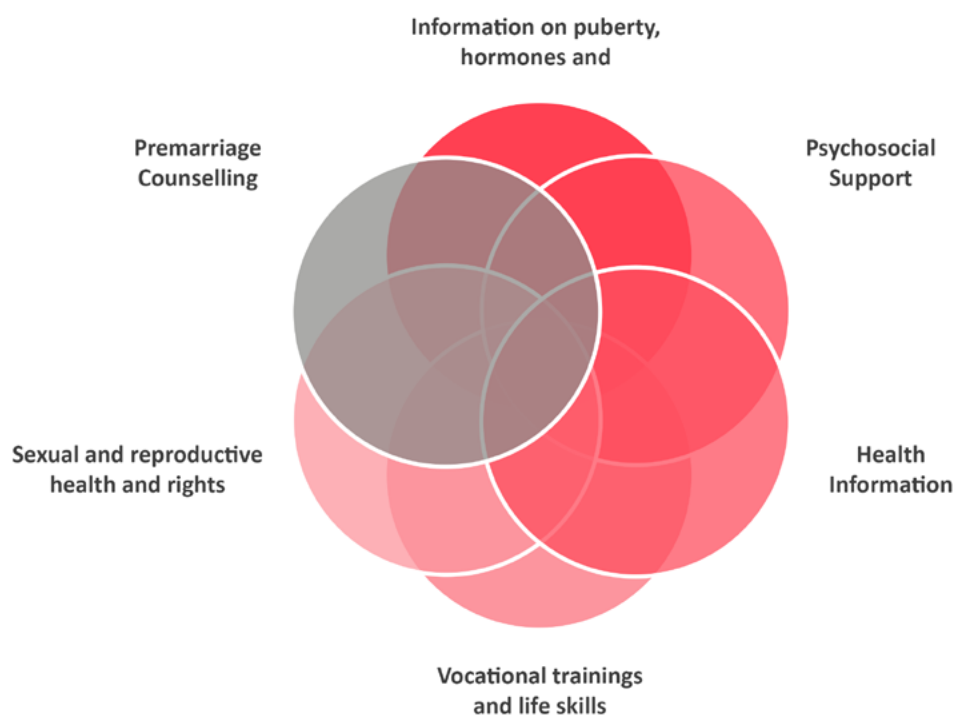 Information on puberty,
hormones and
Premarriage
Counselling
Psychosocial
Support
Sexual and reproductive
health and rights
Health
Information
Vocational trainings
and life skills